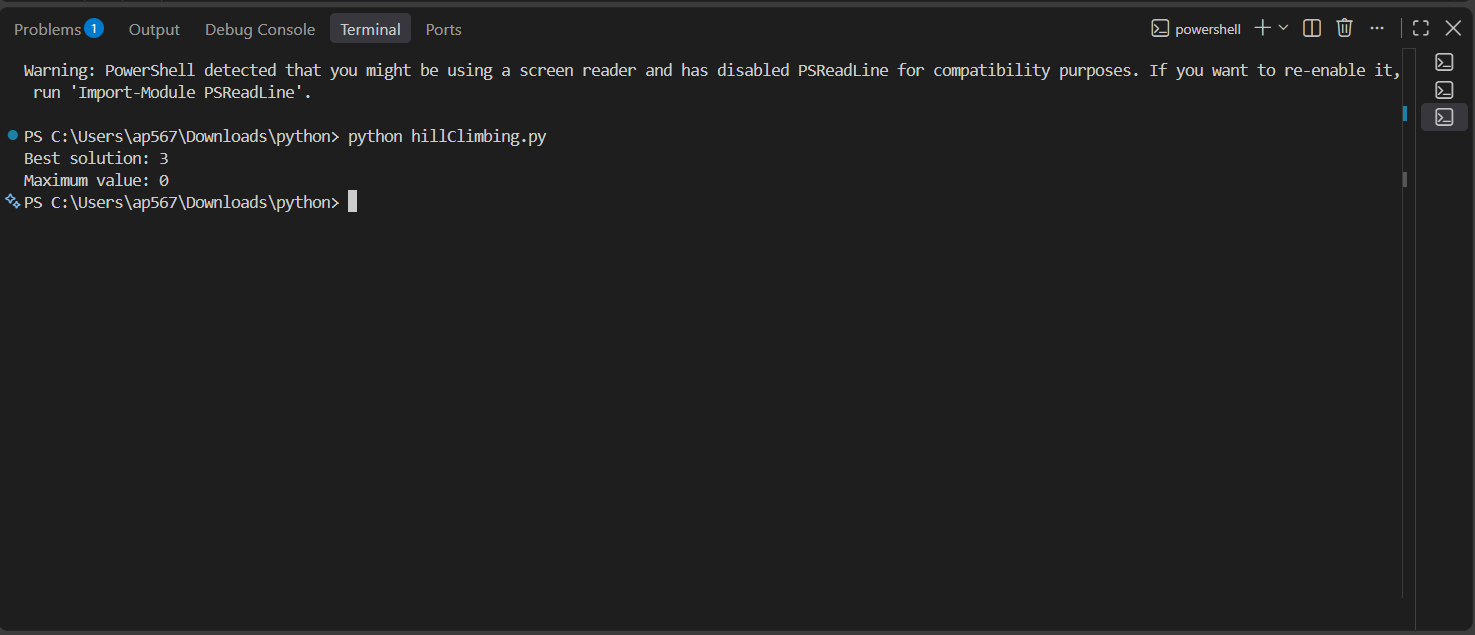 Problems 1 Output Debug Console Terminal Ports powershell
Warning: PowerShell detected that you might be using a screen reader and has disabled PSReadLine for compatibility purposes. If you want to re-enable it,
run 'Import-Module PSReadLine'.
PS C:\Users\ap567\Downloads\python> python hillClimbing.py
Best solution: 3
Maximum value: 0
PS C:\Users\ap567\Downloads\python>